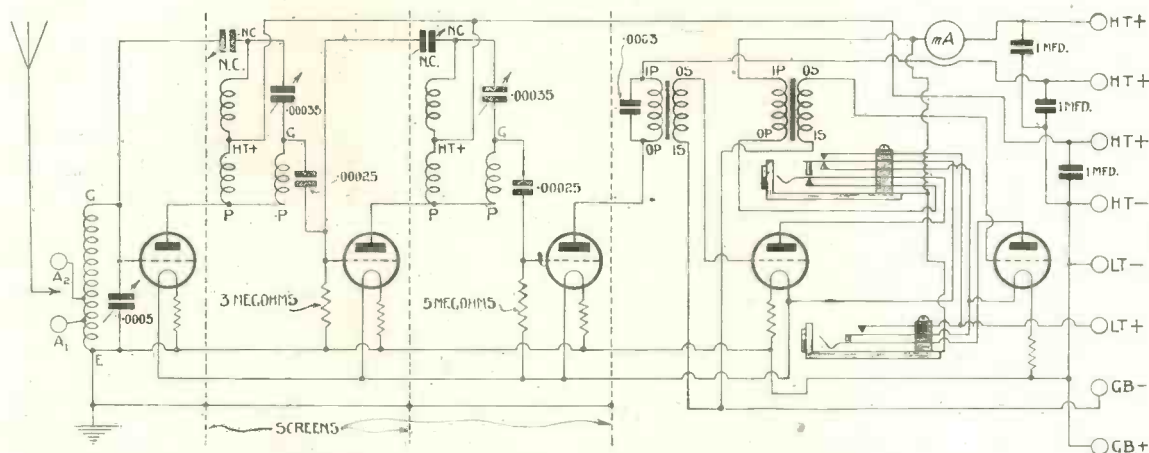 NC
N.C.
.00035
G
HT+
P
P
.00025
NC
N.C.
.00035
G
HT+
P
P
.00025
.0003
IP
OS
OP
IS
IP
OS
OP
IS
mA
1 MFD.
1 MFD.
1 MFD.
HT+
HT+
HT+
HT-
LT-
LT+
GB-
GB+
G
A2
A1
E
.0005
3 MEGOHMS
5 MEGOHMS
SCREENS